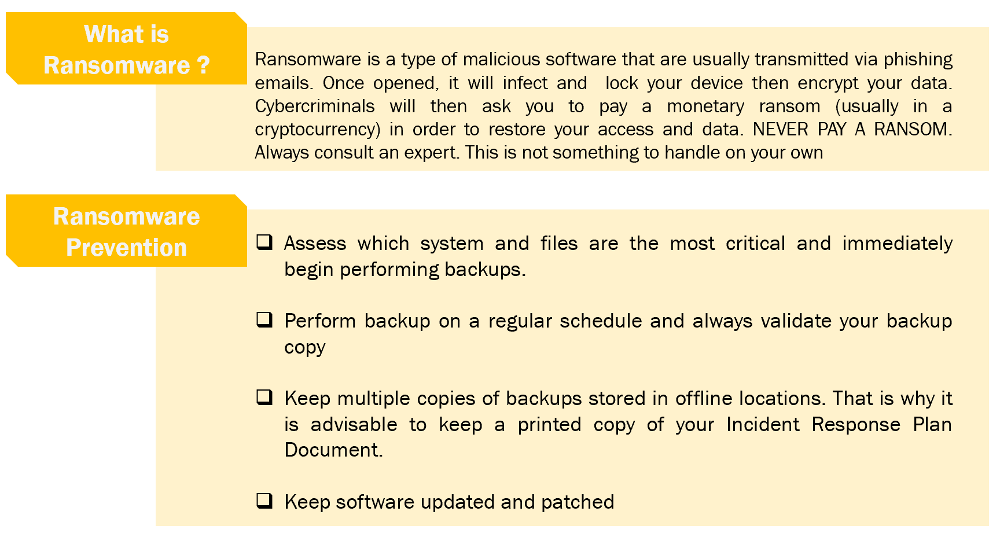 What is
Ransomware ?
Ransomware is a type of malicious software that are usually transmitted via phishing
emails. Once opened, it will infect and lock your device then encrypt your data.
Cybercriminals will then ask you to pay a monetary ransom (usually in a
cryptocurrency) in order to restore your access and data. NEVER PAY A RANSOM.
Always consult an expert. This is not something to handle on your own
Ransomware
Prevention
❑ Assess which system and files are the most critical and immediately
begin performing backups.
❑ Perform backup on a regular schedule and always validate your backup
copy
❑ Keep multiple copies of backups stored in offline locations. That is why it
is advisable to keep a printed copy of your Incident Response Plan
Document.
❑ Keep software updated and patched